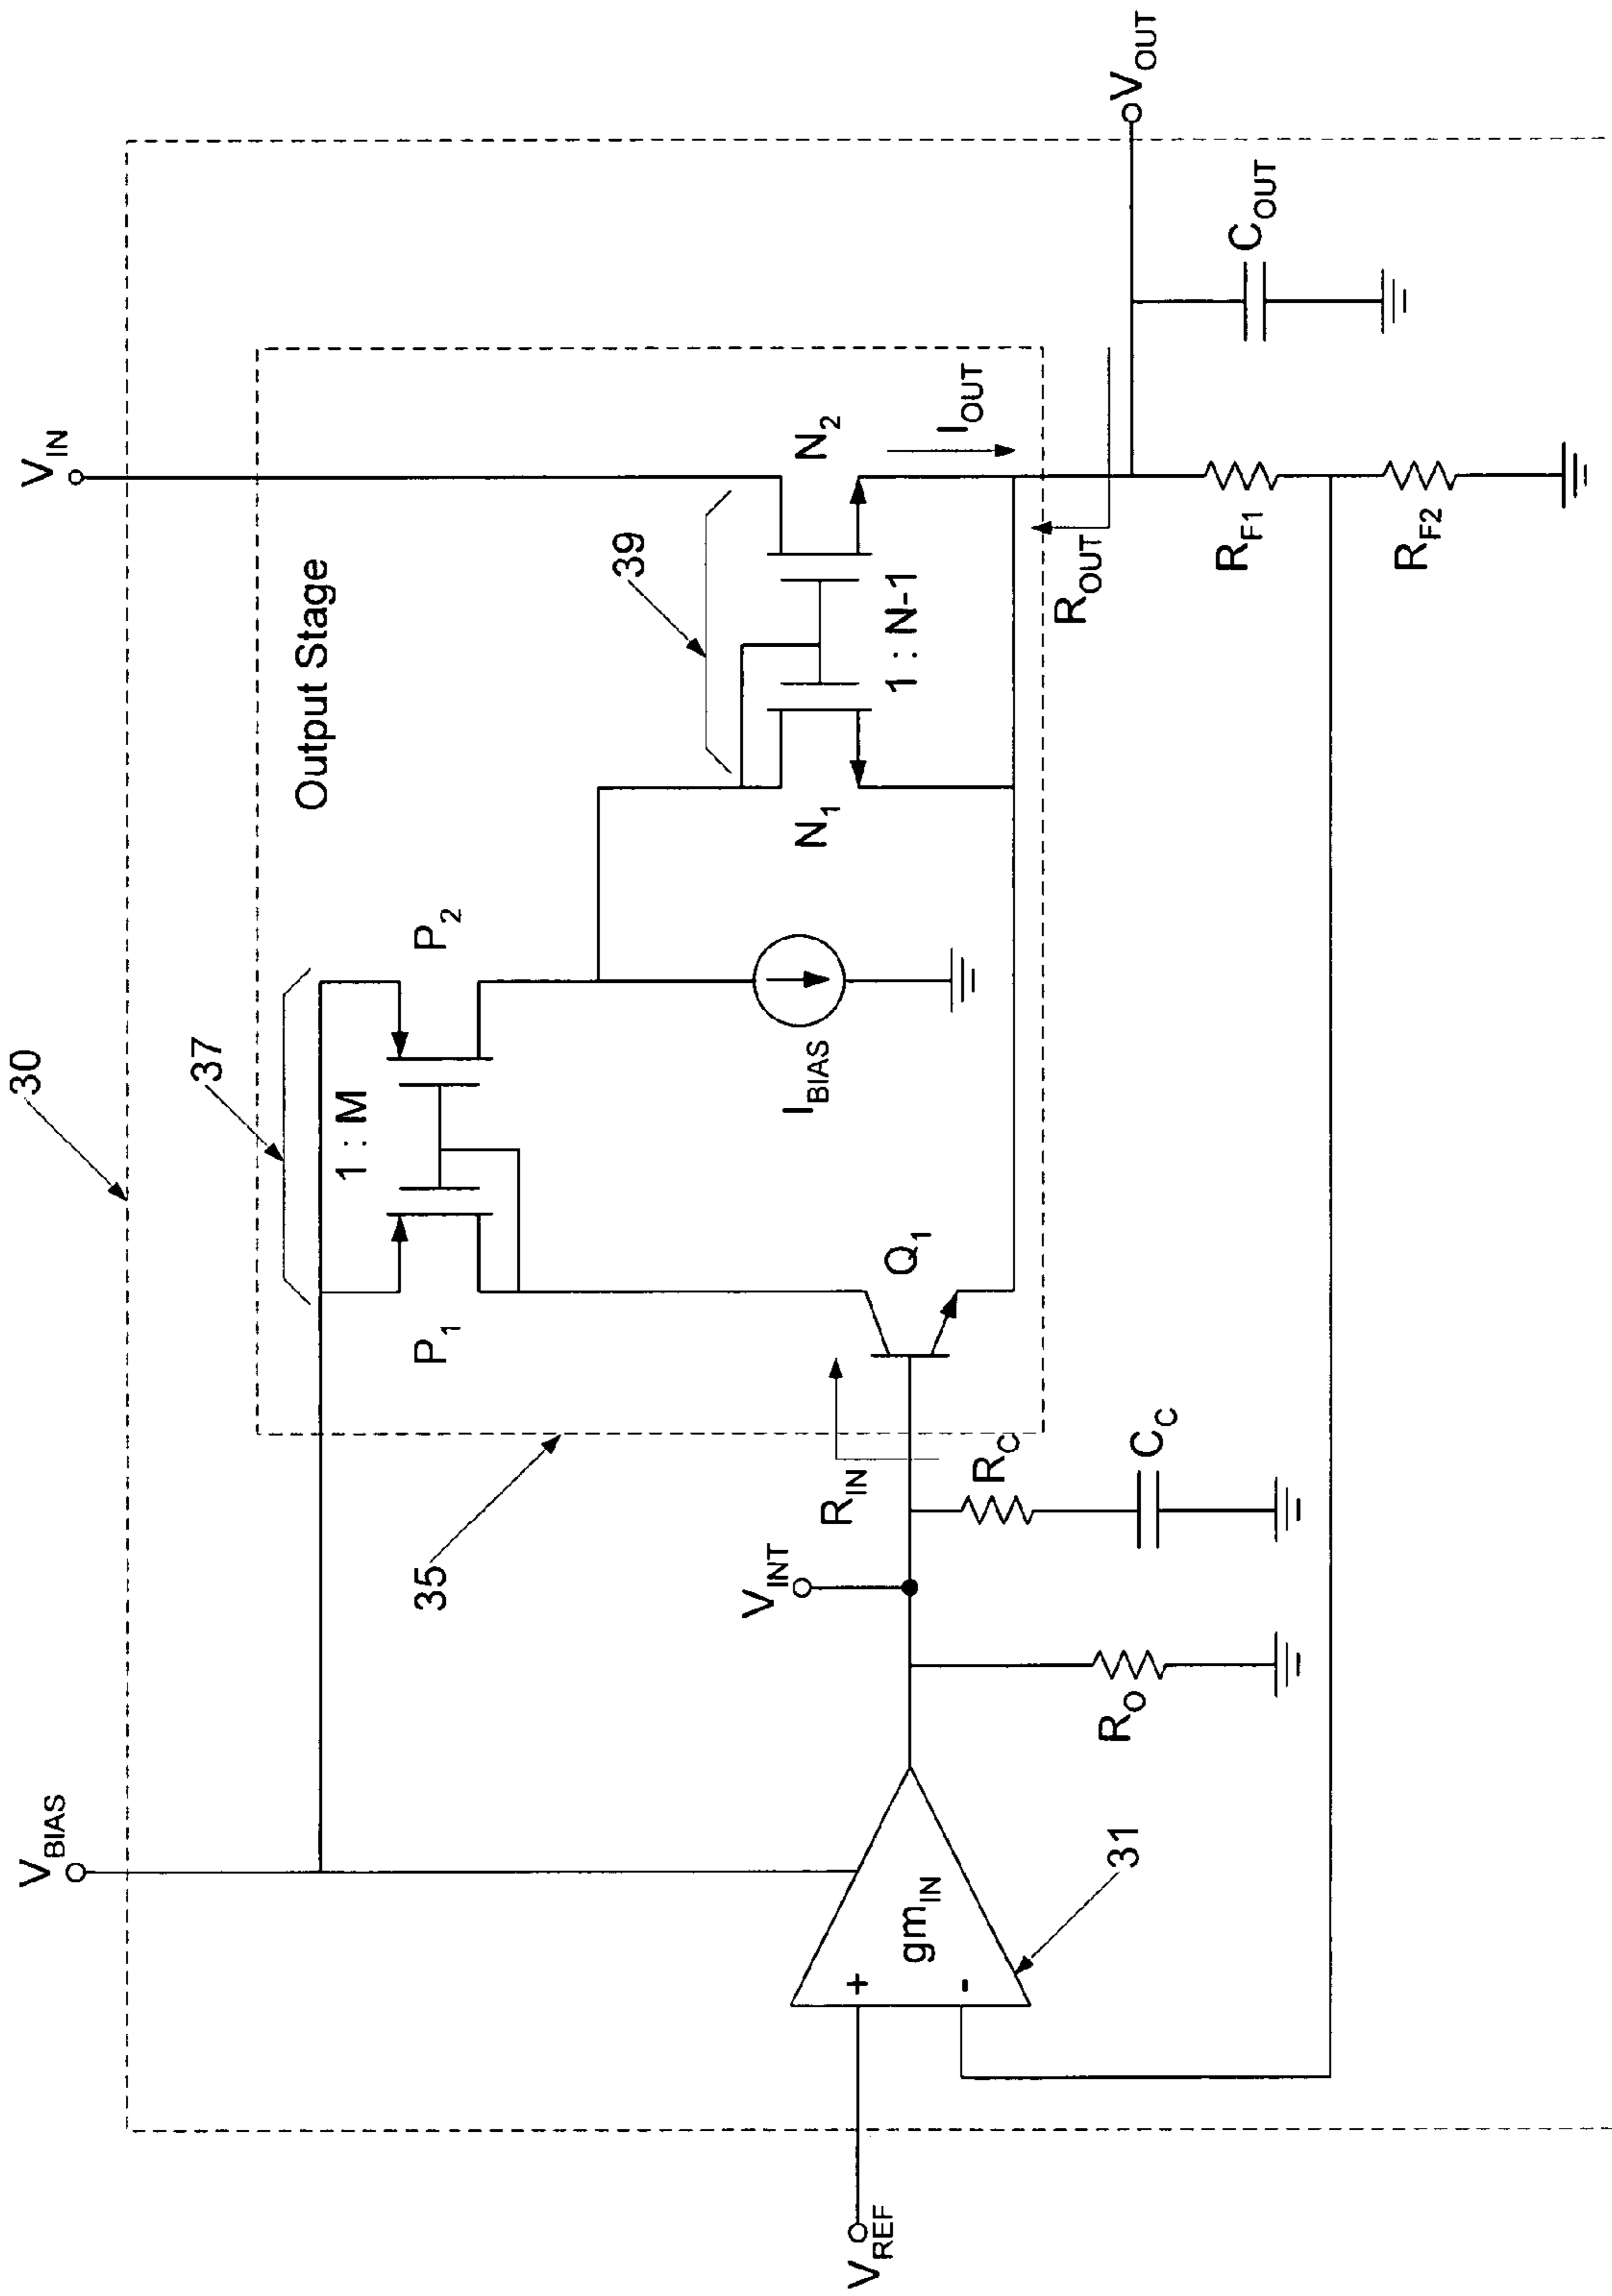 30
V_BIAS
V_IN
37
Output Stage
1 : M
P_1
P_2
39
N_1
N_2
1 : N-1
I_OUT
35
I_BIAS
Q_1
R_IN
V_INT
R_OUT
V_OUT
gm_IN
+
-
31
R_O
R_C
C_C
C_OUT
R_F1
R_F2
V_REF